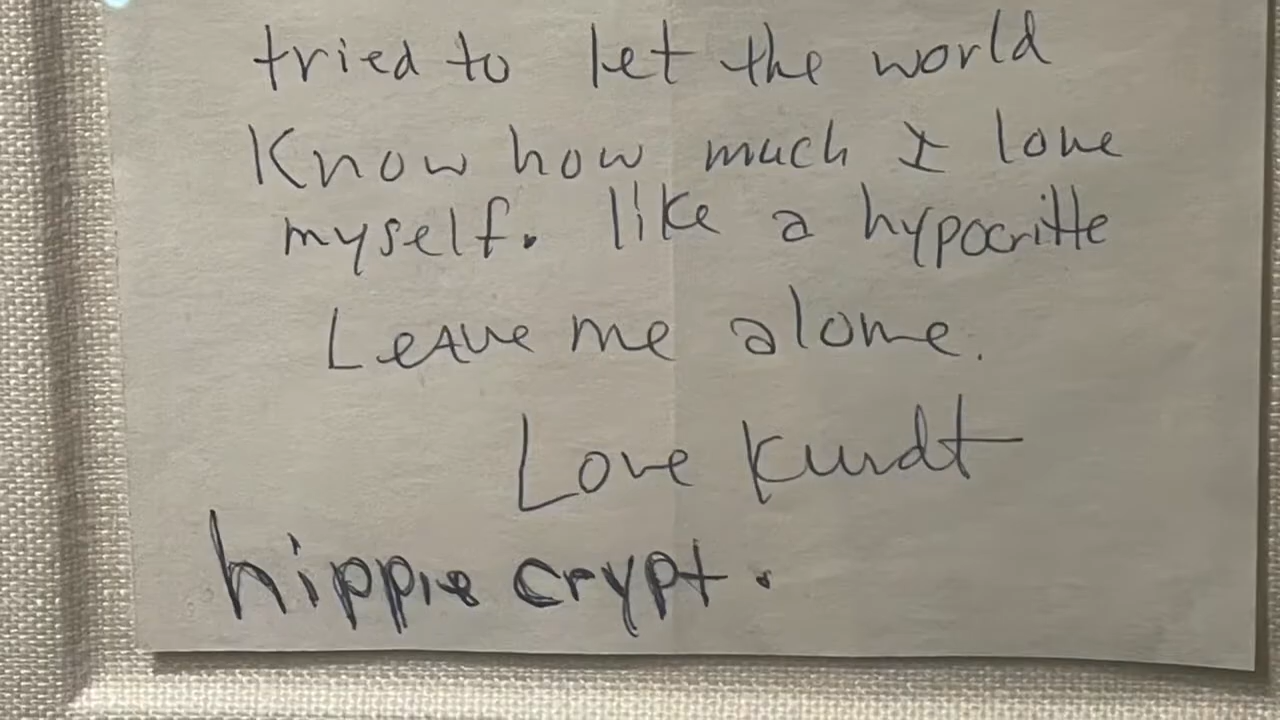 tried to let the world
Know how much I love
myself. like a hypocritte
Leave me alone.
Love Kurdt
hippie crypt.